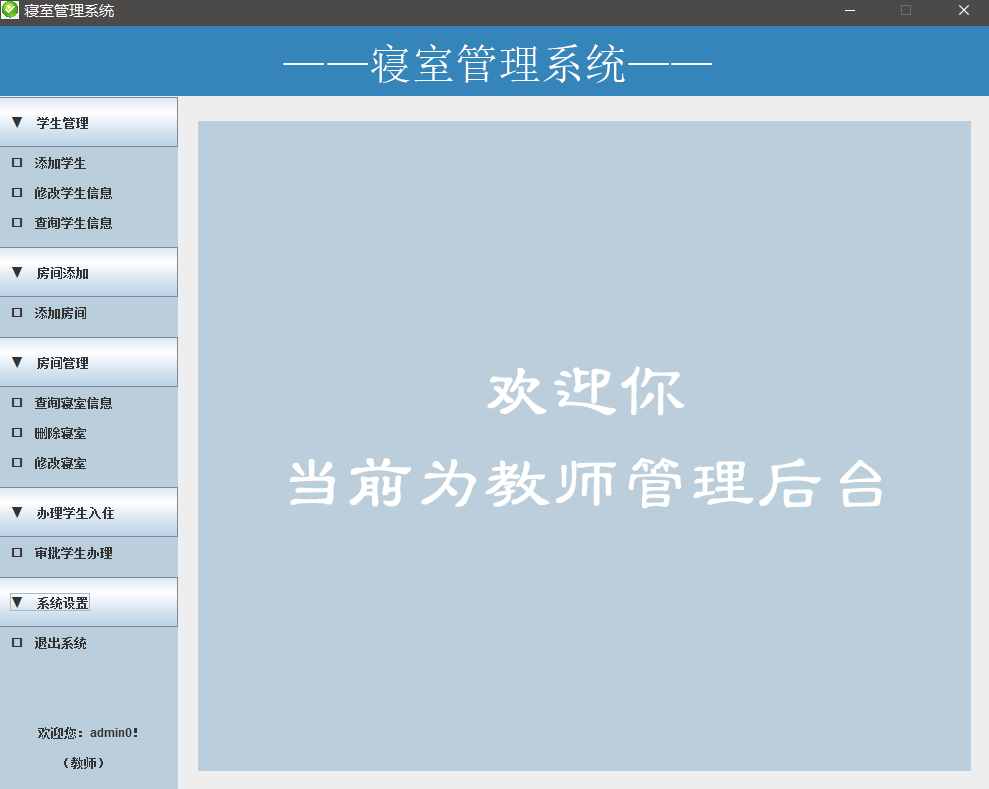 寝室管理系统
——寝室管理系统——
▼ 学生管理
添加学生
修改学生信息
查询学生信息
▼ 房间添加
添加房间
▼ 房间管理
查询寝室信息
删除寝室
修改寝室
▼ 办理学生入住
审批学生办理
▼ 系统设置
退出系统
欢迎您：admin0！
（教师）
欢迎你
当前为教师管理后台